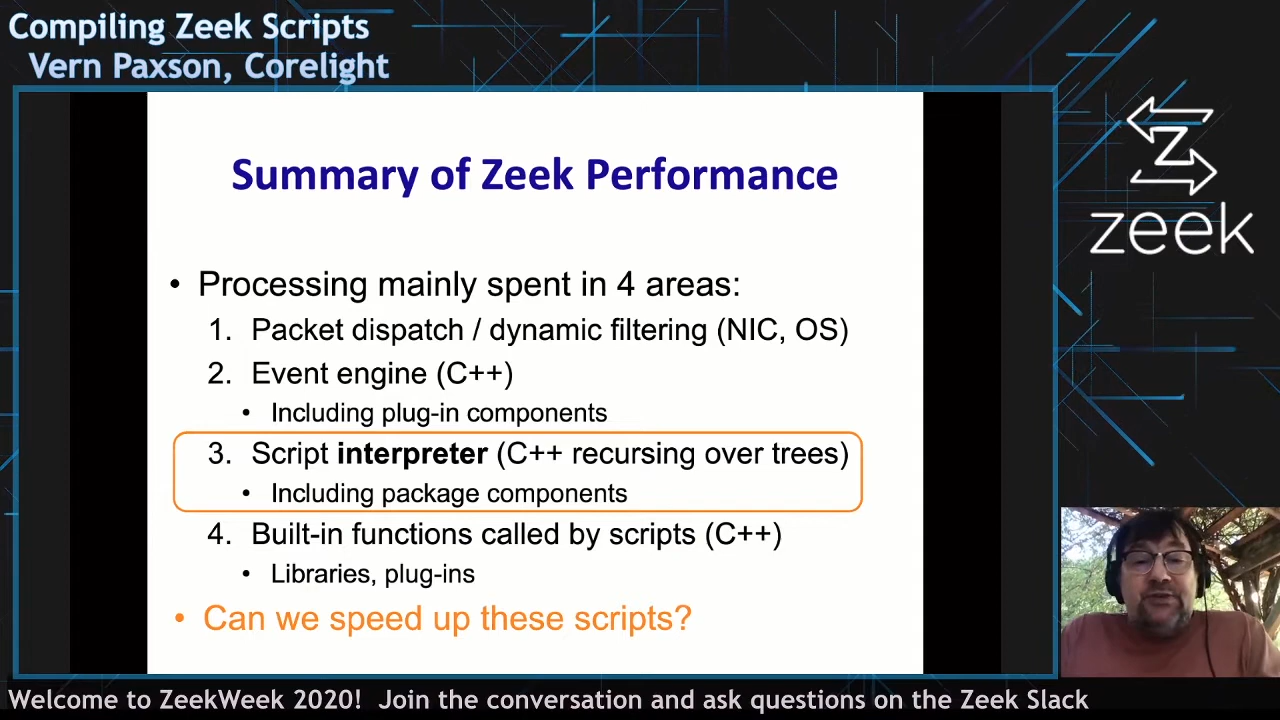 Compiling Zeek Scripts
Vern Paxson, Corelight
zeek
Summary of Zeek Performance
• Processing mainly spent in 4 areas:
1. Packet dispatch / dynamic filtering (NIC, OS)
2. Event engine (C++)
• Including plug-in components
3. Script interpreter (C++ recursing over trees)
• Including package components
4. Built-in functions called by scripts (C++)
• Libraries, plug-ins
• Can we speed up these scripts?
Welcome to ZeekWeek 2020! Join the conversation and ask questions on the Zeek Slack